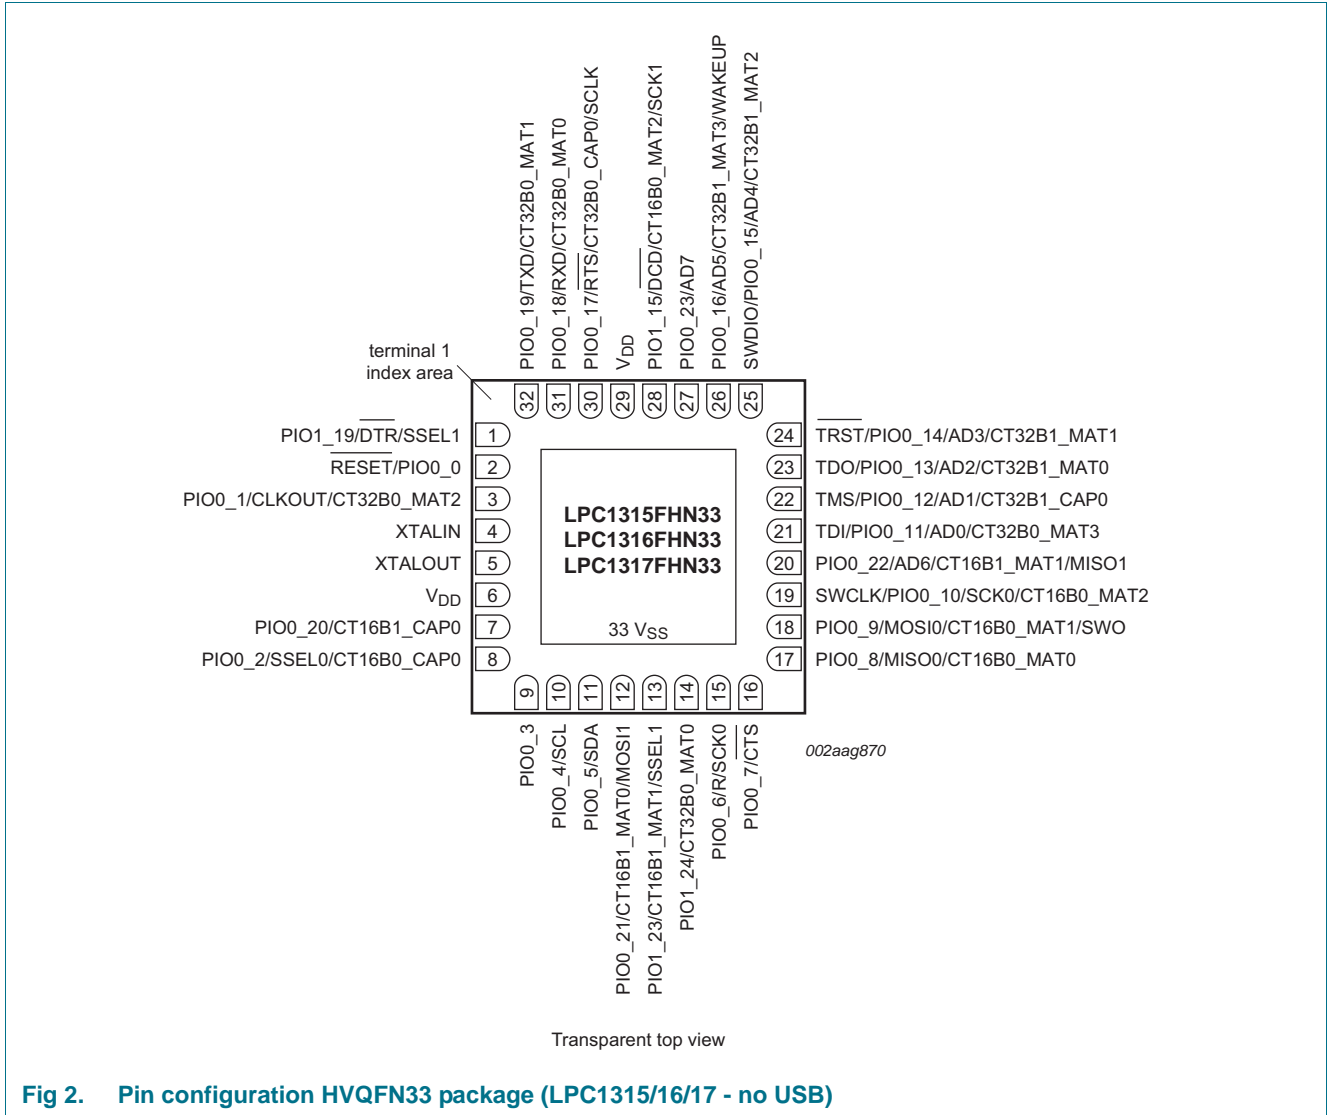 PIO0_19/TXD/CT32B0_MAT1
PIO0_18/RXD/CT32B0_MAT0
PIO0_17/RTS/CT32B0_CAP0/SCLK
VDD
PIO1_15/DCD/CT16B0_MAT2/SCK1
PIO0_23/AD7
PIO0_16/AD5/CT32B1_MAT3/WAKEUP
SWDIO/PIO0_15/AD4/CT32B1_MAT2
terminal 1
index area
32
31
30
29
28
27
26
25
PIO1_19/DTR/SSEL1 1
RESET/PIO0_0 2
PIO0_1/CLKOUT/CT32B0_MAT2 3
XTALIN 4
XTALOUT 5
VDD 6
PIO0_20/CT16B1_CAP0 7
PIO0_2/SSEL0/CT16B0_CAP0 8
LPC1315FHN33
LPC1316FHN33
LPC1317FHN33
33 VSS
24 TRST/PIO0_14/AD3/CT32B1_MAT1
23 TDO/PIO0_13/AD2/CT32B1_MAT0
22 TMS/PIO0_12/AD1/CT32B1_CAP0
21 TDI/PIO0_11/AD0/CT32B0_MAT3
20 PIO0_22/AD6/CT16B1_MAT1/MISO1
19 SWCLK/PIO0_10/SCK0/CT16B0_MAT2
18 PIO0_9/MOSI0/CT16B0_MAT1/SWO
17 PIO0_8/MISO0/CT16B0_MAT0
9
10
11
12
13
14
15
16
PIO0_3
PIO0_4/SCL
PIO0_5/SDA
PIO0_21/CT16B1_MAT0/MOSI1
PIO1_23/CT16B1_MAT1/SSEL1
PIO1_24/CT32B0_MAT0
PIO0_6/R/SCK0
PIO0_7/CTS
002aag870
Transparent top view
Fig 2. Pin configuration HVQFN33 package (LPC1315/16/17 - no USB)